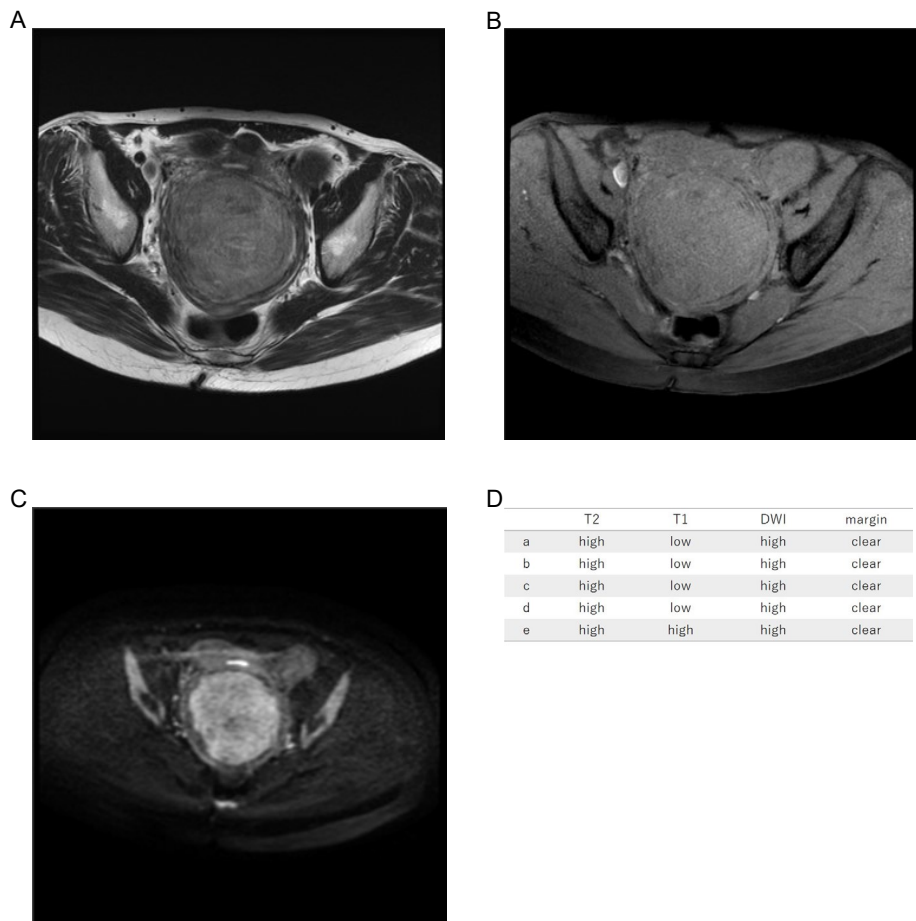 A
B
C
D
T2 T1 DWI margin
a high low high clear
b high low high clear
c high low high clear
d high low high clear
e high high high clear